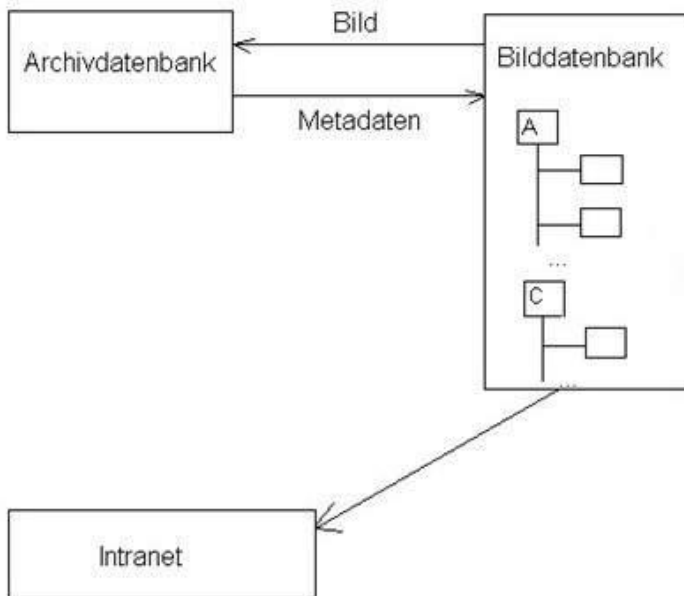 Bild
Archivdatenbank
Metadaten
Bilddatenbank
A
...
C
...
Intranet